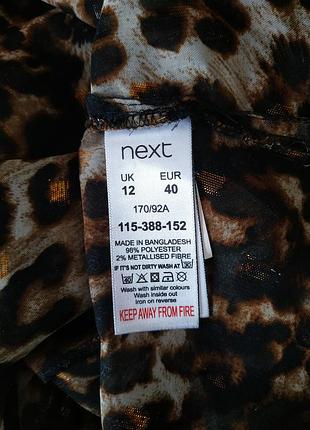 next
UK EUR
12 40
170/92A
115-388-152
MADE IN BANGLADESH
98% POLYESTER
2% METALLISED FIBRE
IF IT'S NOT DIRTY WASH AT 30
40
Wash with similar colours
Wash inside out
Iron on reverse
KEEP AWAY FROM FIRE